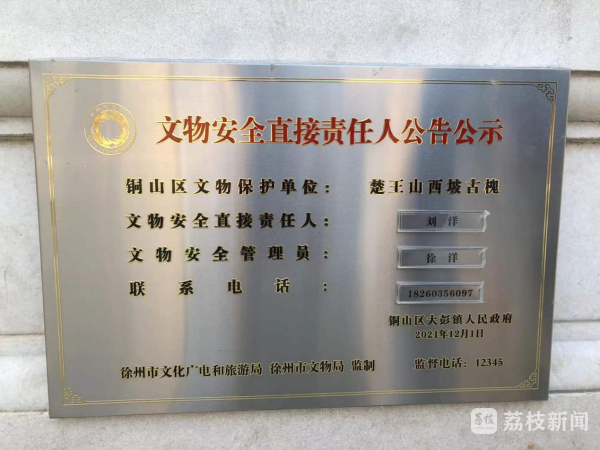 文物安全直接责任人公告公示
铜山区文物保护单位: 楚王山西坡古槐
文物安全直接责任人: 刘洋
文物安全管理员: 徐洋
联系电话: 18260356097
铜山区大彭镇人民政府
2021年12月1日
徐州市文化广电和旅游局 徐州市文物局 监制 监督电话: 12345
荔枝 荔枝新闻